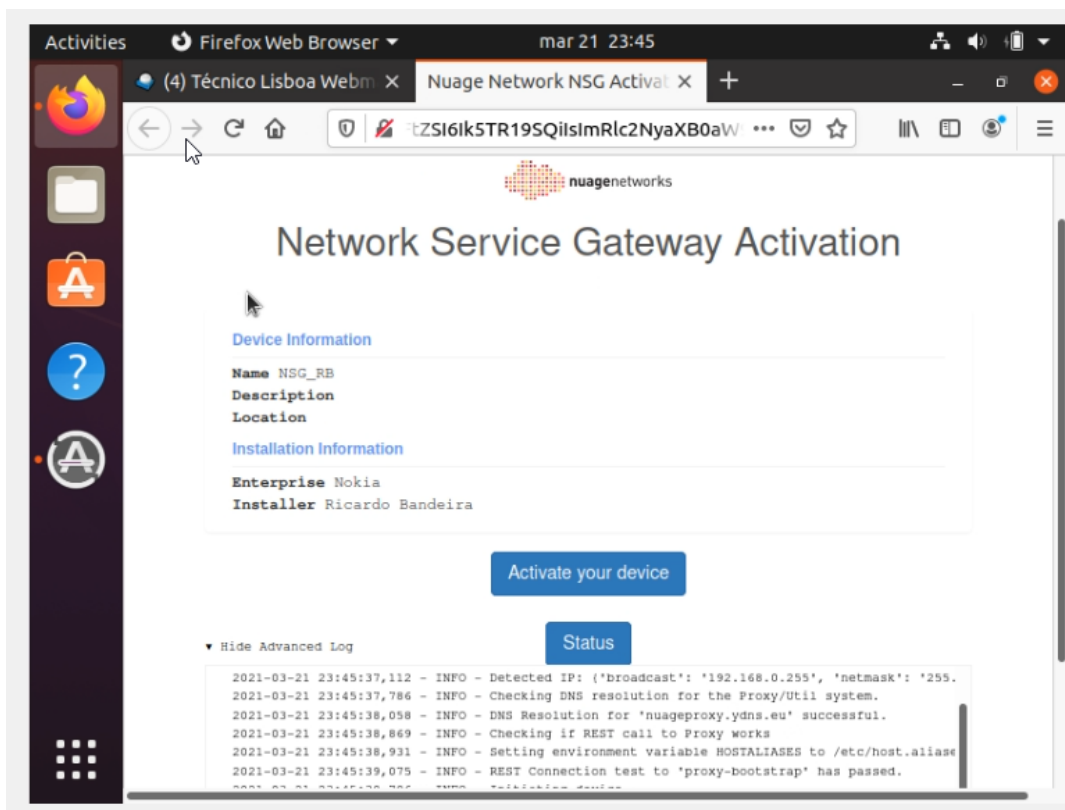 Activities Firefox Web Browser mar 21 23:45
(4) Técnico Lisboa Webm Nuage Network NSG Activat
tZSI6Ik5TR19SQiIsImRlc2NyaXB0aW
nuagenetworks
Network Service Gateway Activation
Device Information
Name NSG_RB
Description
Location
Installation Information
Enterprise Nokia
Installer Ricardo Bandeira
Activate your device
Status
▼ Hide Advanced Log
2021-03-21 23:45:37,112 - INFO - Detected IP: {'broadcast': '192.168.0.255', 'netmask': '255.
2021-03-21 23:45:37,786 - INFO - Checking DNS resolution for the Proxy/Util system.
2021-03-21 23:45:38,058 - INFO - DNS Resolution for 'nuageproxy.ydns.eu' successful.
2021-03-21 23:45:38,869 - INFO - Checking if REST call to Proxy works
2021-03-21 23:45:38,931 - INFO - Setting environment variable HOSTALIASES to /etc/host.aliase
2021-03-21 23:45:39,075 - INFO - REST Connection test to 'proxy-bootstrap' has passed.